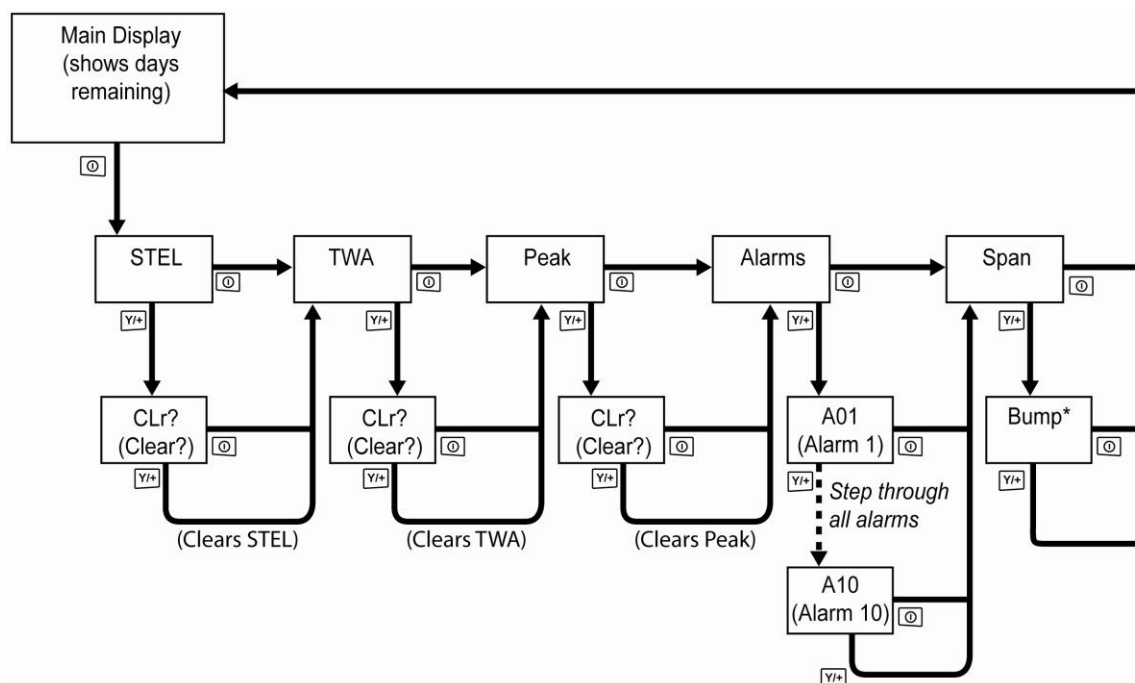 Main Display
(shows days
remaining)
STEL
TWA
Peak
Alarms
Span
Y/+
Y/+
Y/+
Y/+
Y/+
CLr?
(Clear?)
CLr?
(Clear?)
CLr?
(Clear?)
A01
(Alarm 1)
Bump*
Y/+
Y/+
Y/+
Y/+
Y/+
Step through
all alarms
(Clears STEL)
(Clears TWA)
(Clears Peak)
A10
(Alarm 10)
Y/+